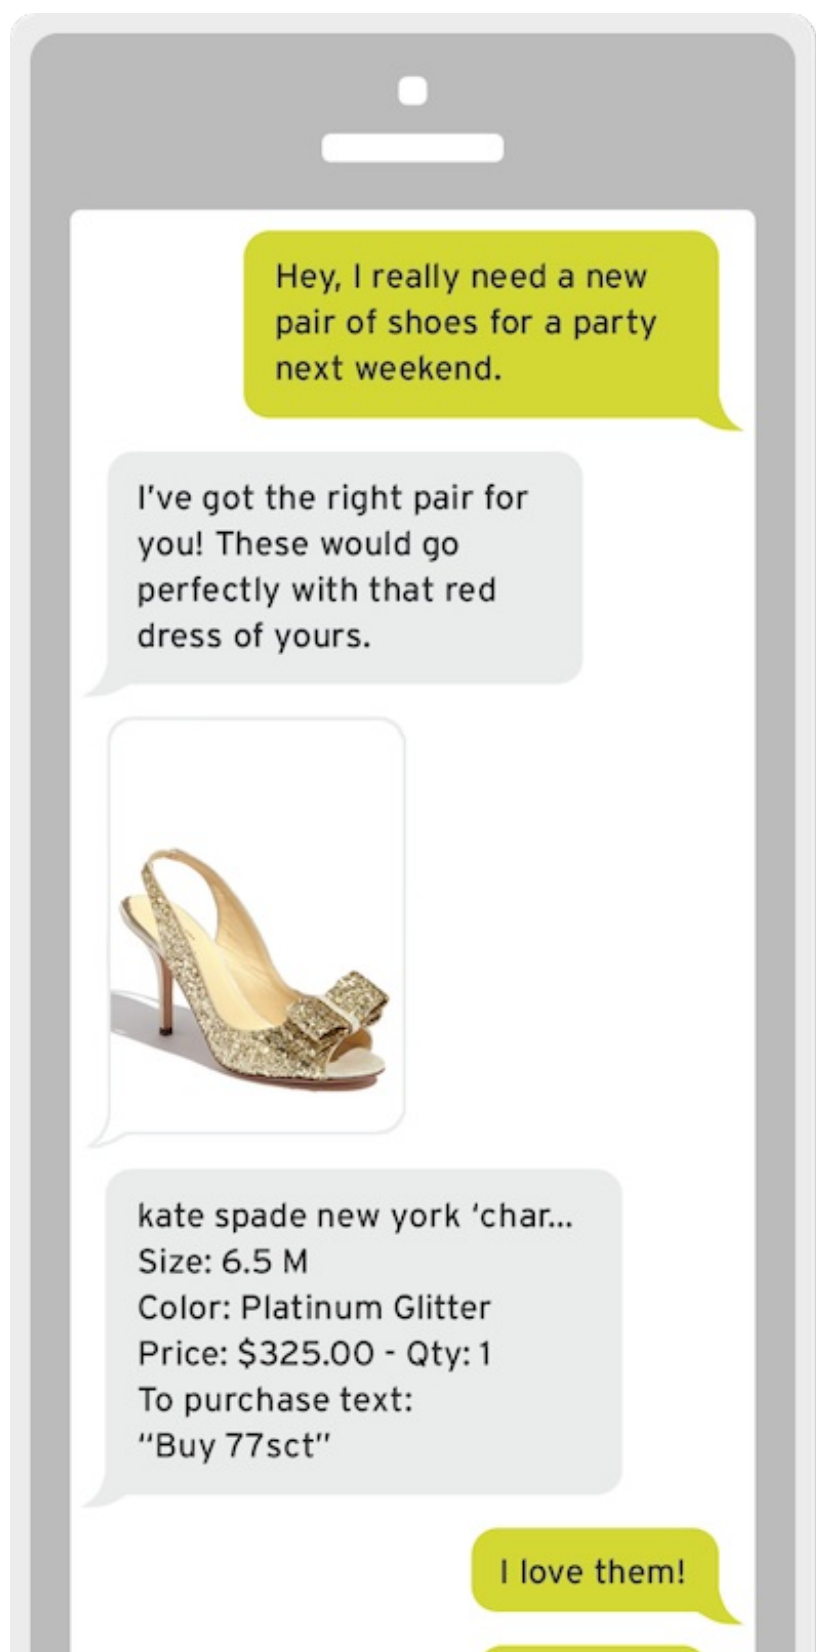 Hey, I really need a new
pair of shoes for a party
next weekend.
I've got the right pair for
you! These would go
perfectly with that red
dress of yours.
kate spade new york ‘char...
Size: 6.5 M
Color: Platinum Glitter
Price: $325.00 - Qty: 1
To purchase text:
“Buy 77sct”
I love them!